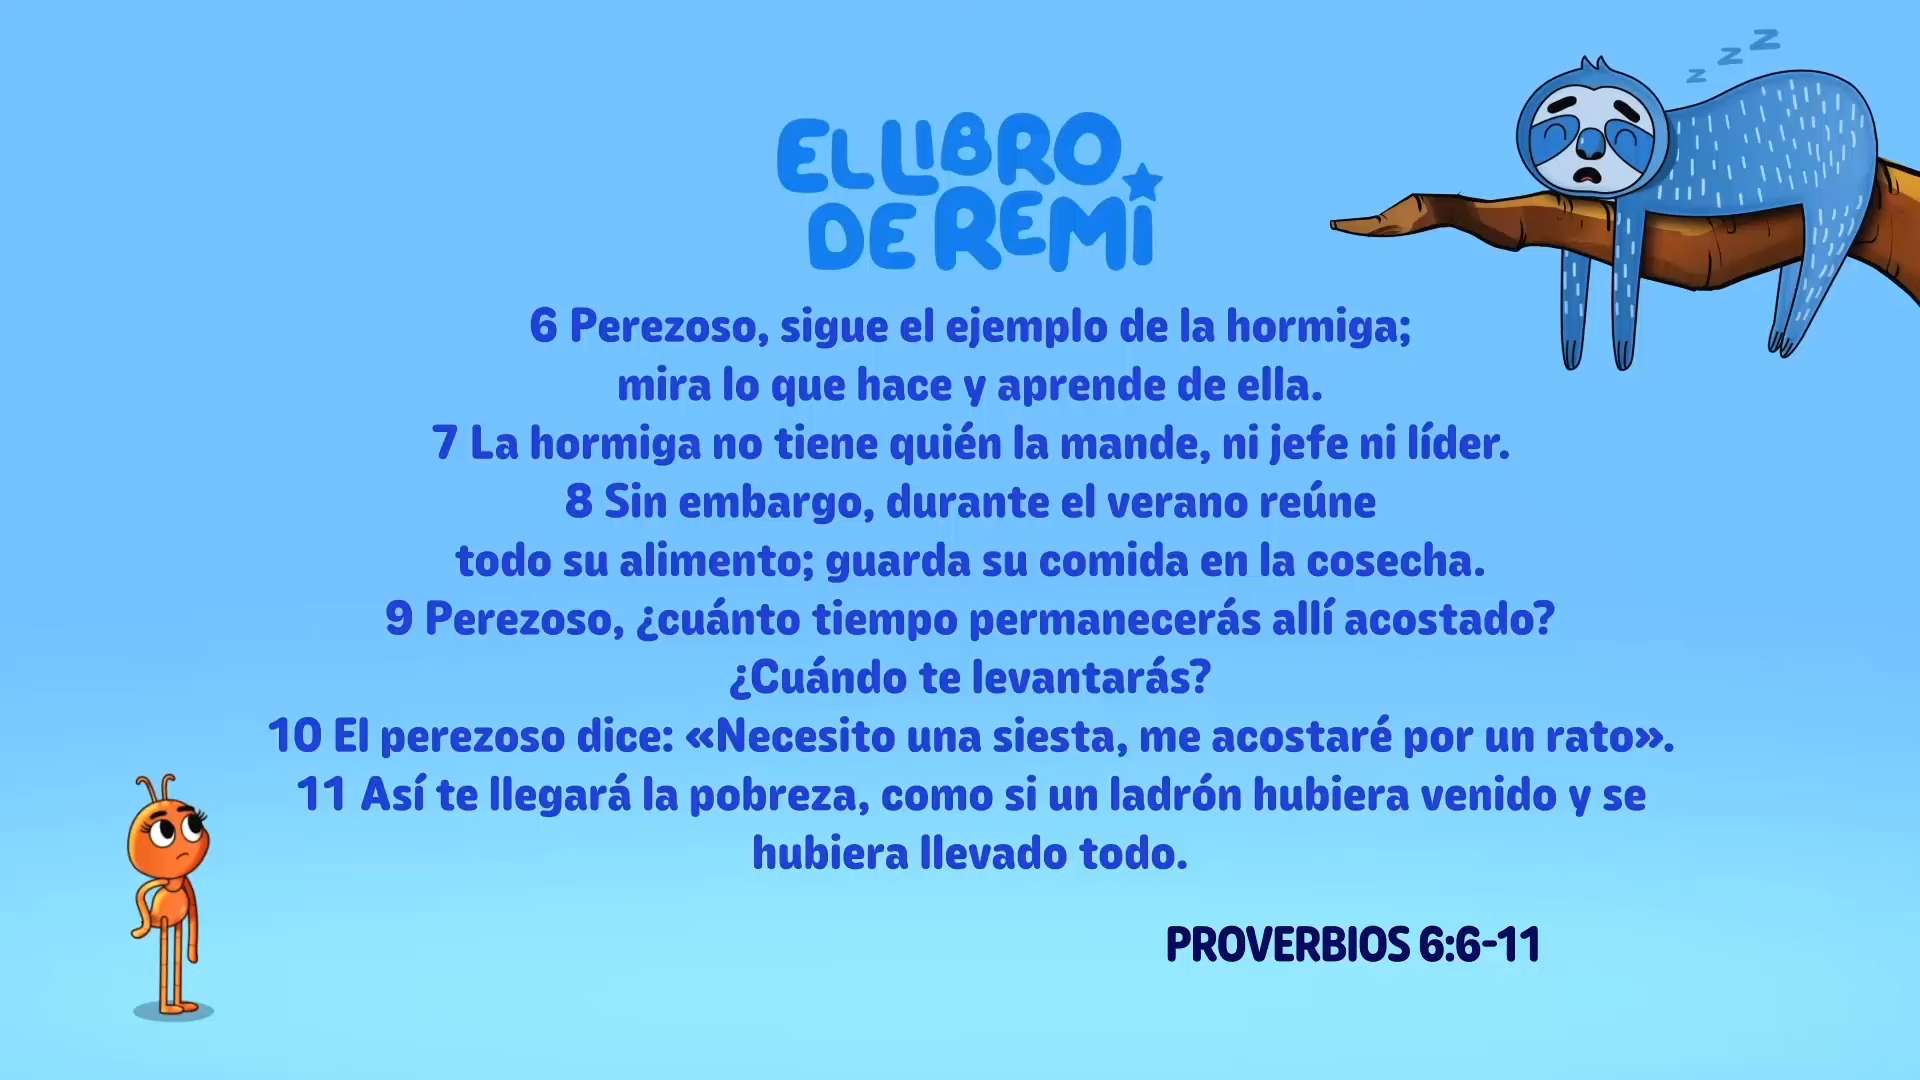 z z z
EL LIBRO
DE REMI
6 Perezoso, sigue el ejemplo de la hormiga;
mira lo que hace y aprende de ella.
7 La hormiga no tiene quién la mande, ni jefe ni líder.
8 Sin embargo, durante el verano reúne
todo su alimento; guarda su comida en la cosecha.
9 Perezoso, ¿cuánto tiempo permanecerás allí acostado?
¿Cuándo te levantarás?
10 El perezoso dice: «Necesito una siesta, me acostaré por un rato».
11 Así te llegará la pobreza, como si un ladrón hubiera venido y se
hubiera llevado todo.
PROVERBIOS 6:6-11